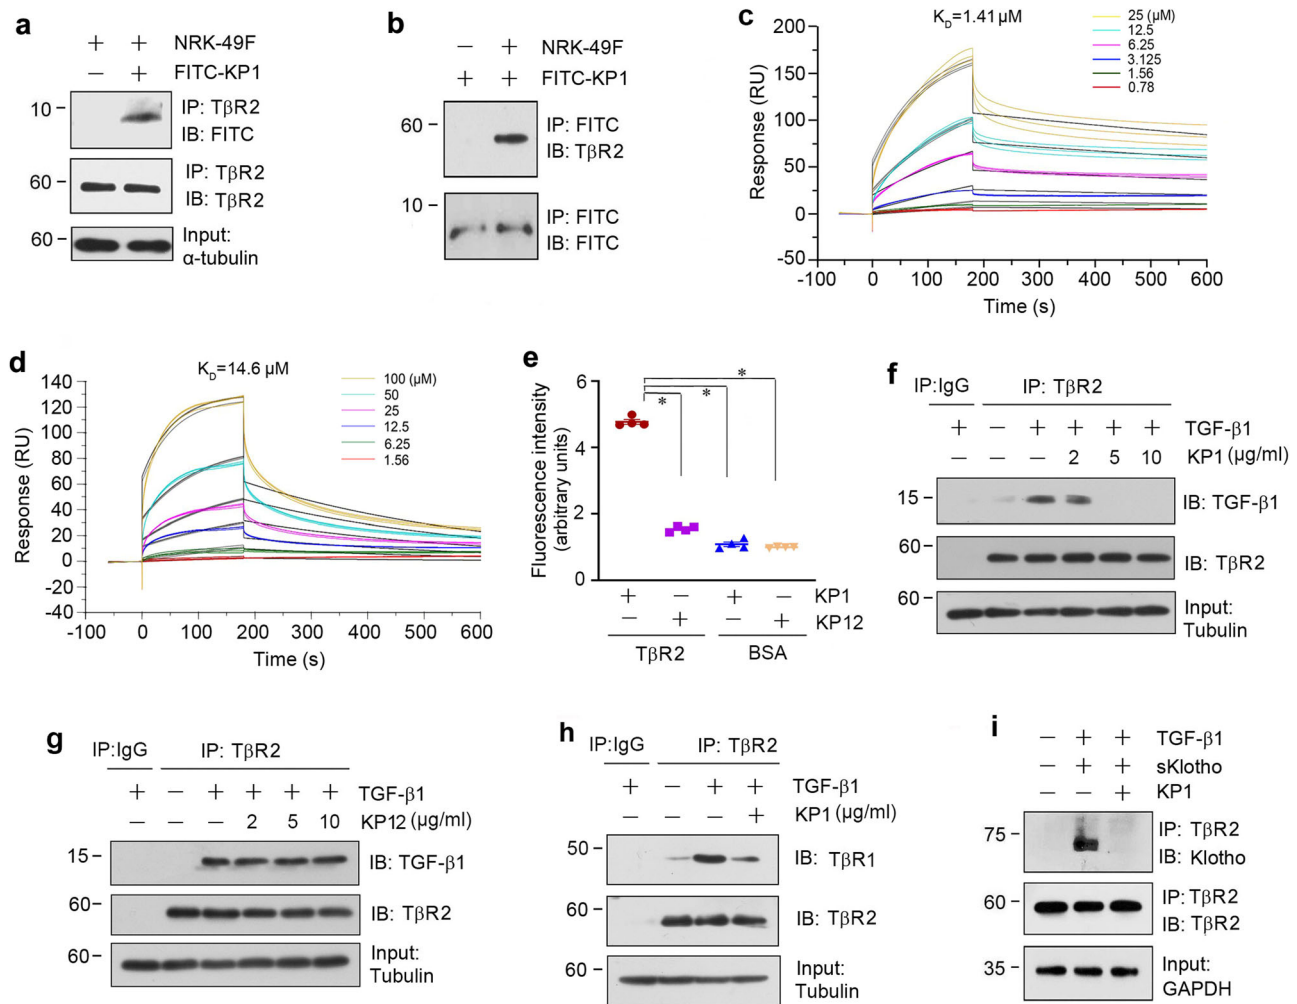 a
+ + NRK-49F
− + FITC-KP1
10
IP: TβR2
IB: FITC
60
IP: TβR2
IB: TβR2
60
Input:
α-tubulin
b
− + NRK-49F
+ + FITC-KP1
60
IP: FITC
IB: TβR2
10
IP: FITC
IB: FITC
c
K_D=1.41 μM
25 (μM)
12.5
6.25
3.125
1.56
0.78
200
150
100
50
0
-50
Response (RU)
-100 0 100 200 300 400 500 600
Time (s)
d
K_D=14.6 μM
100 (μM)
50
25
12.5
6.25
1.56
140
120
100
80
60
40
20
0
-20
-40
Response (RU)
-100 0 100 200 300 400 500 600
Time (s)
e
Fluorescence intensity
(arbitrary units)
6
4
2
0
* * *
+ − + − KP1
− + − + KP12
TβR2 BSA
f
IP:IgG IP: TβR2
+ − + + + + TGF-β1
− − − 2 5 10 KP1 (μg/ml)
15
IB: TGF-β1
60
IB: TβR2
60
Input:
Tubulin
g
IP:IgG IP: TβR2
+ − + + + + TGF-β1
− − − 2 5 10 KP12 (μg/ml)
15
IB: TGF-β1
60
IB: TβR2
60
Input:
Tubulin
h
IP:IgG IP: TβR2
+ − + + TGF-β1
− − − + KP1 (μg/ml)
50
IB: TβR1
60
IB: TβR2
60
Input:
Tubulin
i
− + + TGF-β1
− + + sKlotho
− − + KP1
75
IP: TβR2
IB: Klotho
60
IP: TβR2
IB: TβR2
35
Input:
GAPDH